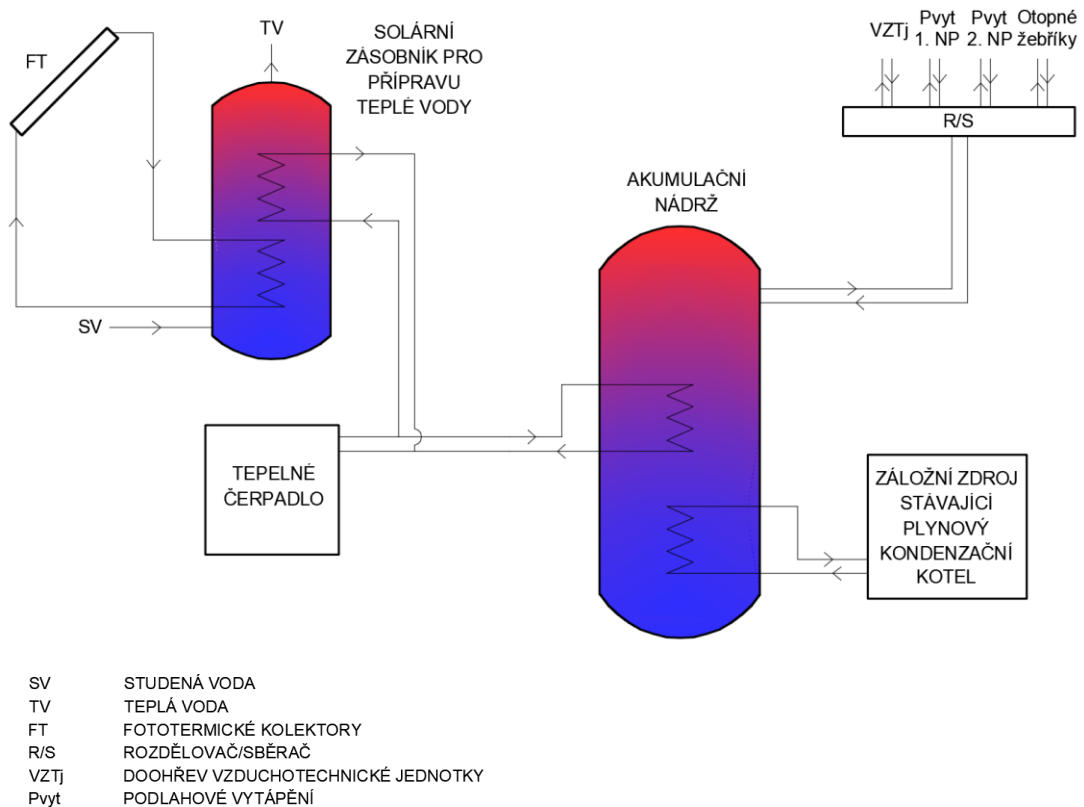 FT
TV
SOLÁRNÍ
ZÁSOBNÍK PRO
PŘÍPRAVU
TEPLÉ VODY
SV
VZTj
Pvyt
1. NP
Pvyt
2. NP
Otopné
žebříky
R/S
AKUMULAČNÍ
NÁDRŽ
TEPELNÉ
ČERPADLO
ZÁLOŽNÍ ZDROJ
STÁVAJÍCÍ
PLYNOVÝ
KONDENZAČNÍ
KOTEL
SV STUDENÁ VODA
TV TEPLÁ VODA
FT FOTOTERMICKÉ KOLEKTORY
R/S ROZDĚLOVAČ/SBĚRAČ
VZTj DOOHŘEV VZDUCHOTECHNICKÉ JEDNOTKY
Pvyt PODLAHOVÉ VYTÁPĚNÍ